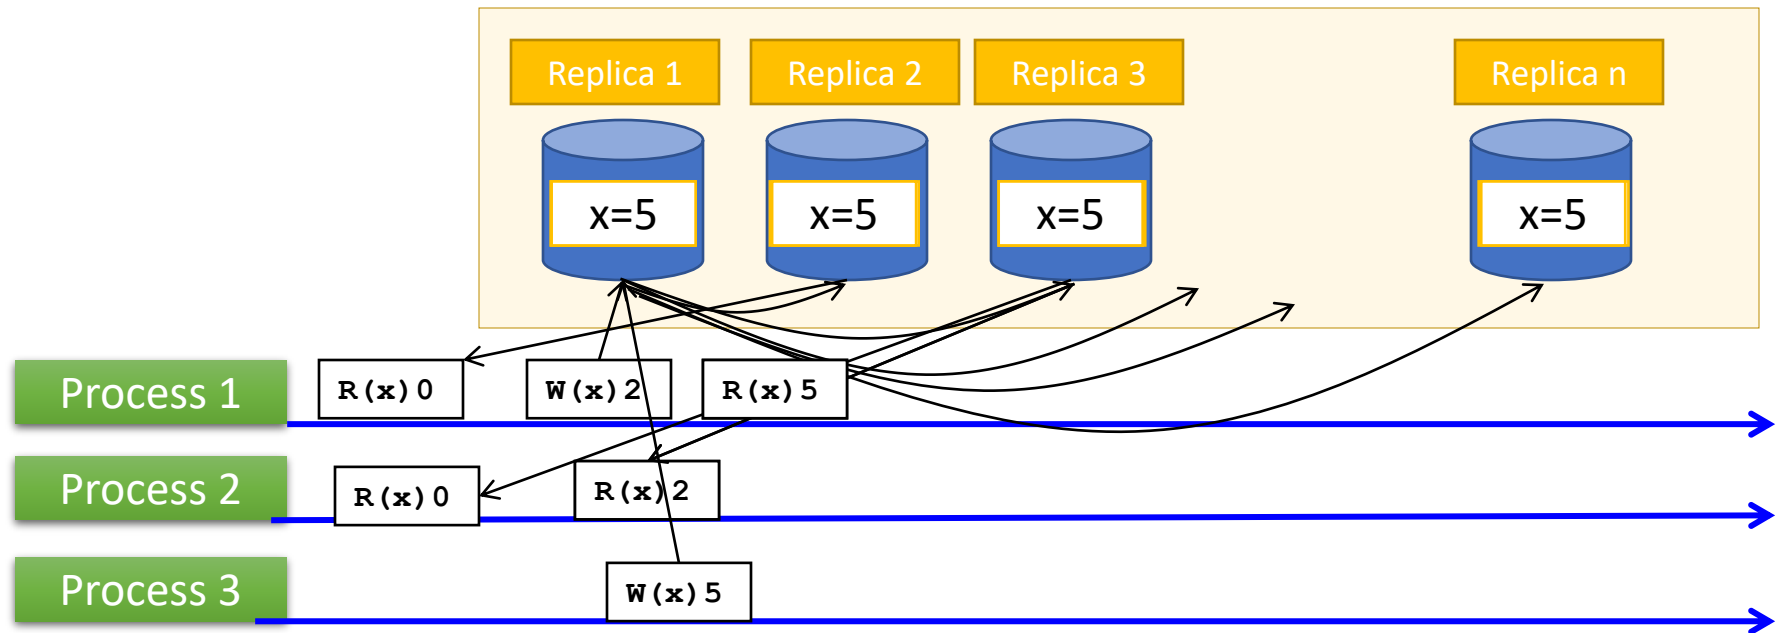 Replica 1
Replica 2
Replica 3
Replica n
x=5
x=5
x=5
x=5
Process 1
R(x)0
W(x)2
R(x)5
Process 2
R(x)0
R(x)2
Process 3
W(x)5